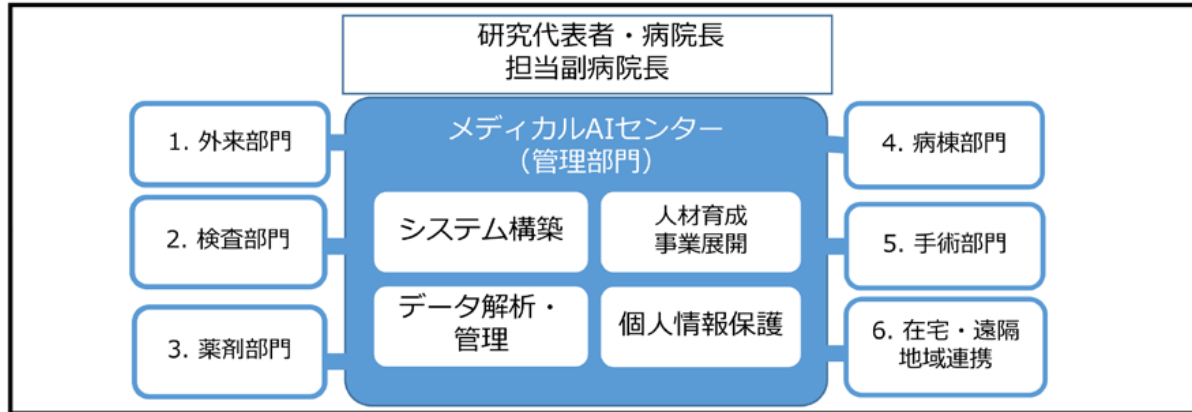 研究代表者・病院長
担当副病院長
メディカルAIセンター
（管理部門）
1. 外来部門
2. 検査部門
3. 薬剤部門
システム構築
人材育成
事業展開
データ解析・
管理
個人情報保護
4. 病棟部門
5. 手術部門
6. 在宅・遠隔
地域連携